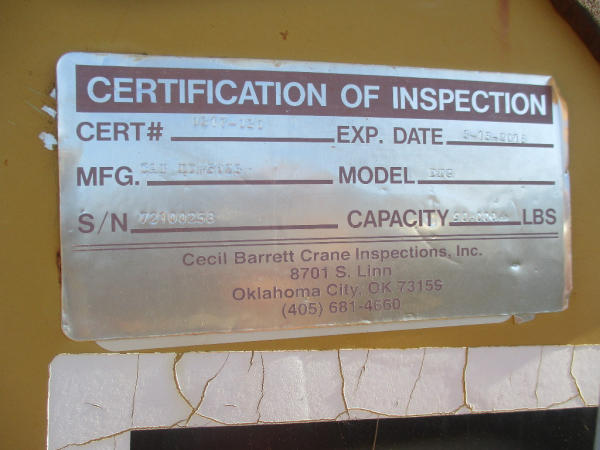 CERTIFICATION OF INSPECTION
CERT# EXP. DATE
MFG. MODEL
S/N 72100258 CAPACITY LBS
Cecil Barrett Crane Inspections, Inc.
8701 S. Linn
Oklahoma City, OK 73159
(405) 681-4660